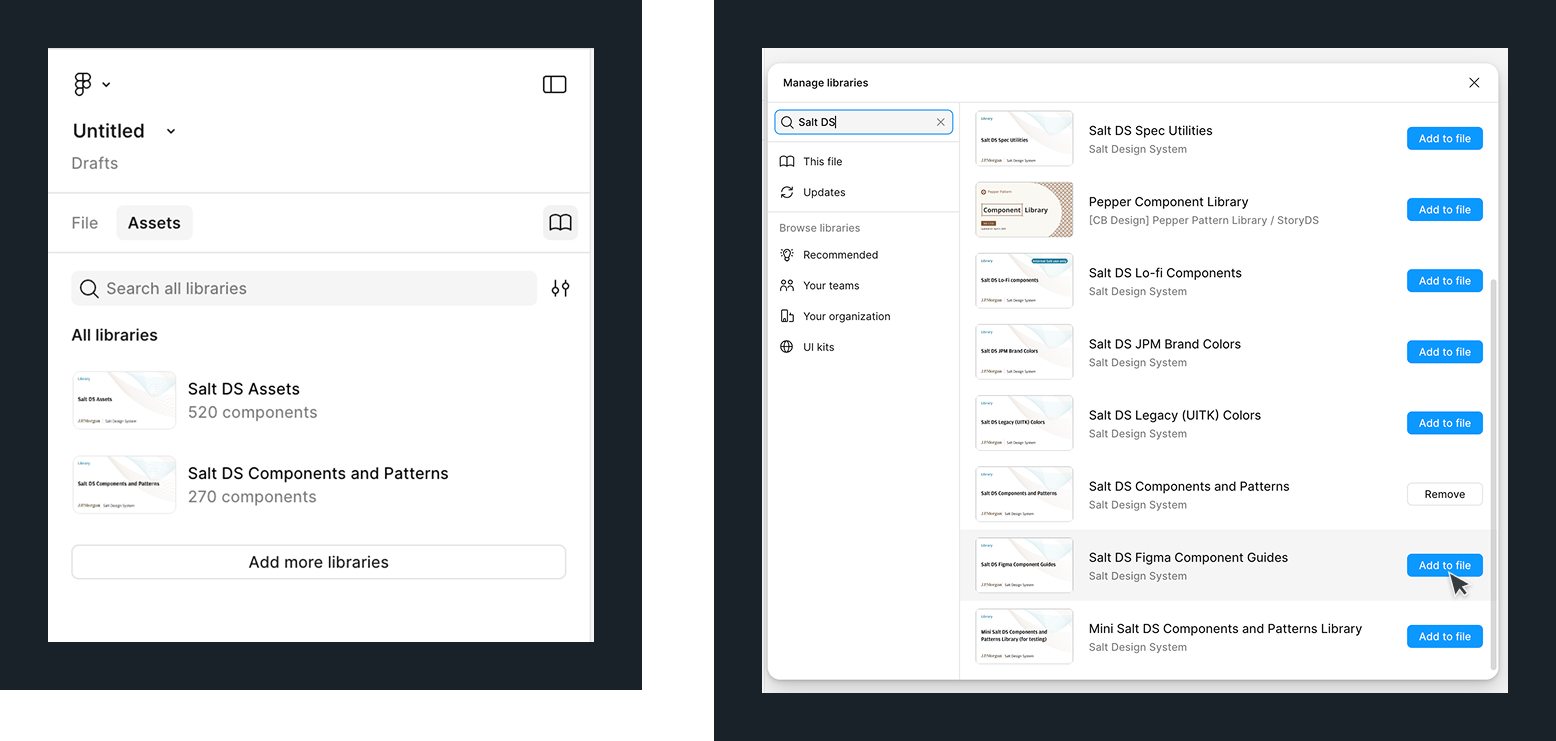 Untitled
Drafts
File
Assets
Search all libraries
All libraries
Library
Salt DS Assets
J.P.Morgan | Salt Design System
Salt DS Assets
520 components
Library
Salt DS Components and Patterns
J.P.Morgan | Salt Design System
Salt DS Components and Patterns
270 components
Add more libraries
Manage libraries
Salt DS
This file
Updates
Browse libraries
Recommended
Your teams
Your organization
UI kits
Library
Salt DS Spec Utilities
J.P.Morgan | Salt Design System
Salt DS Spec Utilities
Salt Design System
Add to file
Pepper Pattern
Component Library
Pepper Component Library
[CB Design] Pepper Pattern Library / StoryDS
Add to file
Library
Salt DS Lo-Fi components
J.P.Morgan | Salt Design System
Salt DS Lo-fi Components
Salt Design System
Add to file
Library
Salt DS JPM Brand Colors
J.P.Morgan | Salt Design System
Salt DS JPM Brand Colors
Salt Design System
Add to file
Library
Salt DS Legacy (UITK) Colors
J.P.Morgan | Salt Design System
Salt DS Legacy (UITK) Colors
Salt Design System
Add to file
Library
Salt DS Components and Patterns
J.P.Morgan | Salt Design System
Salt DS Components and Patterns
Salt Design System
Remove
Library
Salt DS Figma Component Guides
J.P.Morgan | Salt Design System
Salt DS Figma Component Guides
Salt Design System
Add to file
Library
Mini Salt DS Components and
Patterns Library (for testing)
J.P.Morgan | Salt Design System
Mini Salt DS Components and Patterns Library
Salt Design System
Add to file